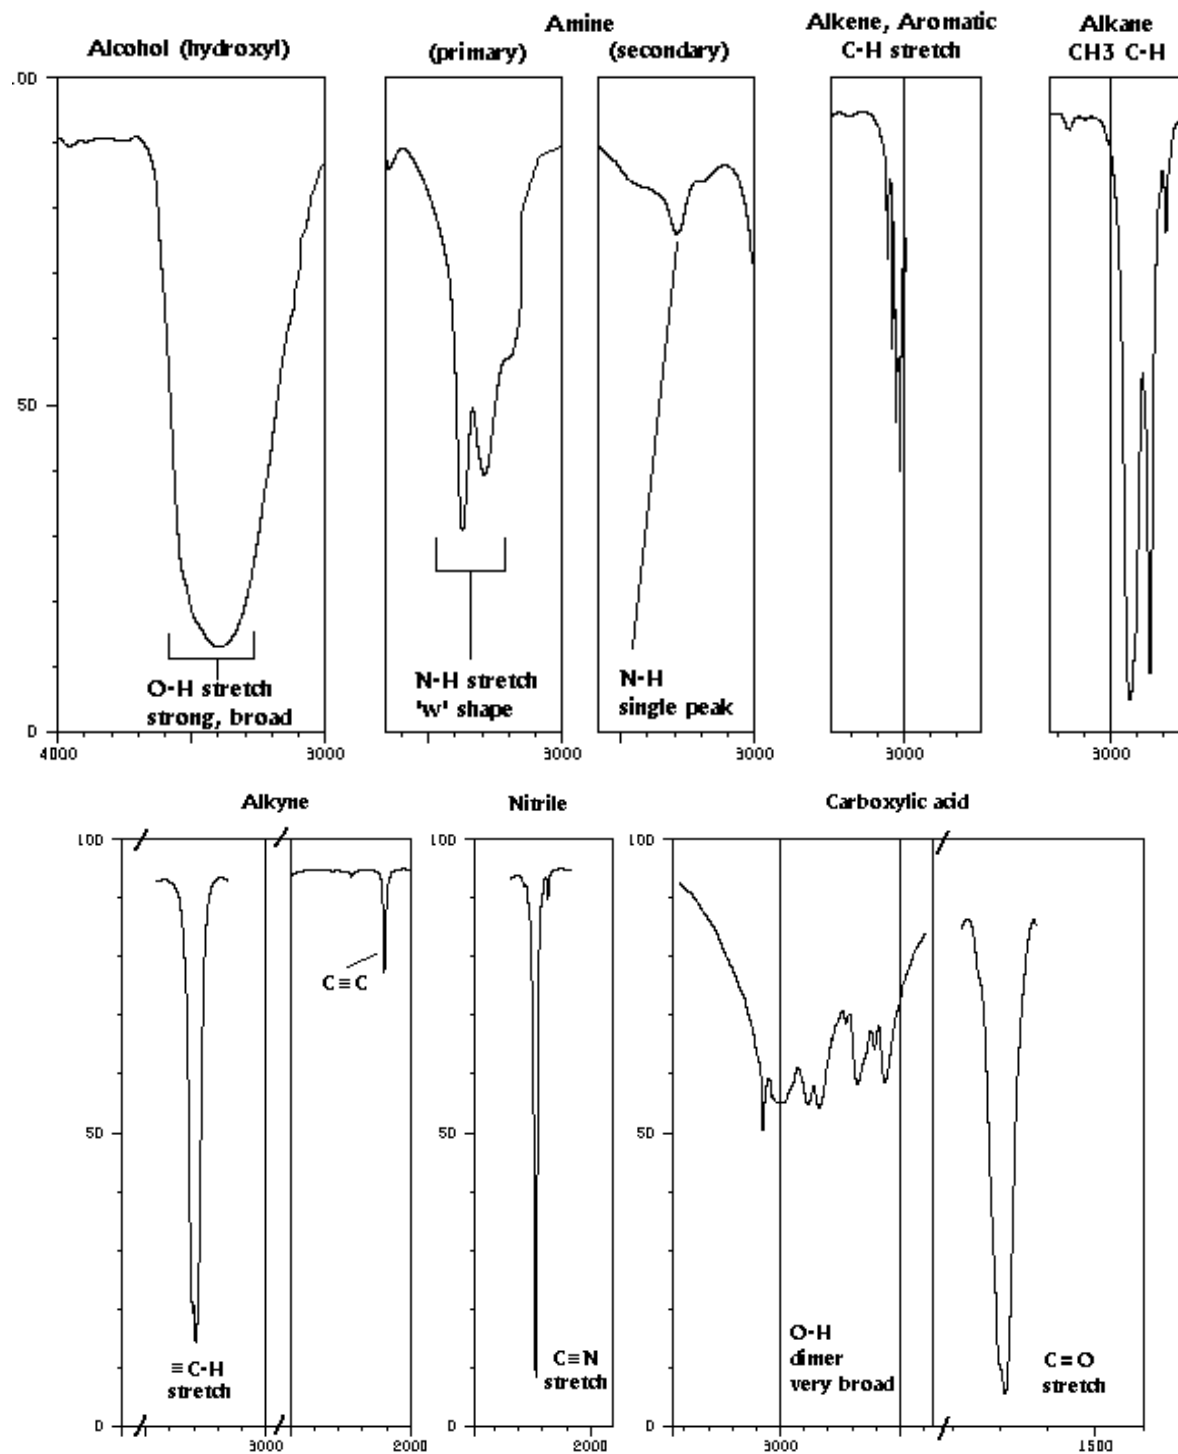 Alcohol (hydroxyl)
Amine
(primary) (secondary)
Alkene, Aromatic
C-H stretch
Alkane
CH3 C-H
.00
50
0
O-H stretch
strong, broad
N-H stretch
'W' shape
N-H
single peak
4000 3000 3000 3000 3000 3000
Alkyne Nitrile Carboxylic acid
100 100 100
C≡C
50 50 50
≡C-H
stretch
C≡N
stretch
O-H
dimer
very broad
C=O
stretch
0 0 0
3000 2000 2000 3000 1500